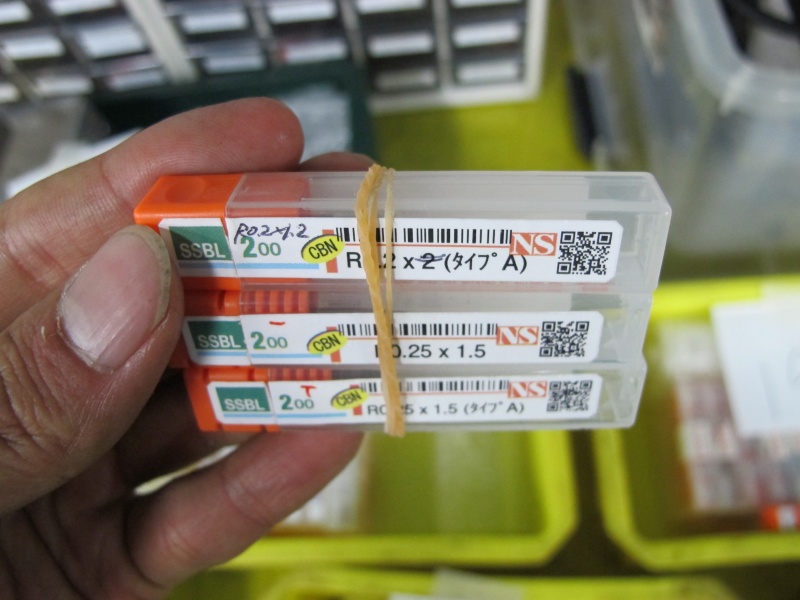 R0.2×1.2
SSBL 200 CBN NS
R0.2 x 2 (ﾀｲﾌﾟA)
SSBL 200 CBN NS
R0.25 x 1.5
T
SSBL 200 CBN NS
R0.25 x 1.5 (ﾀｲﾌﾟA)